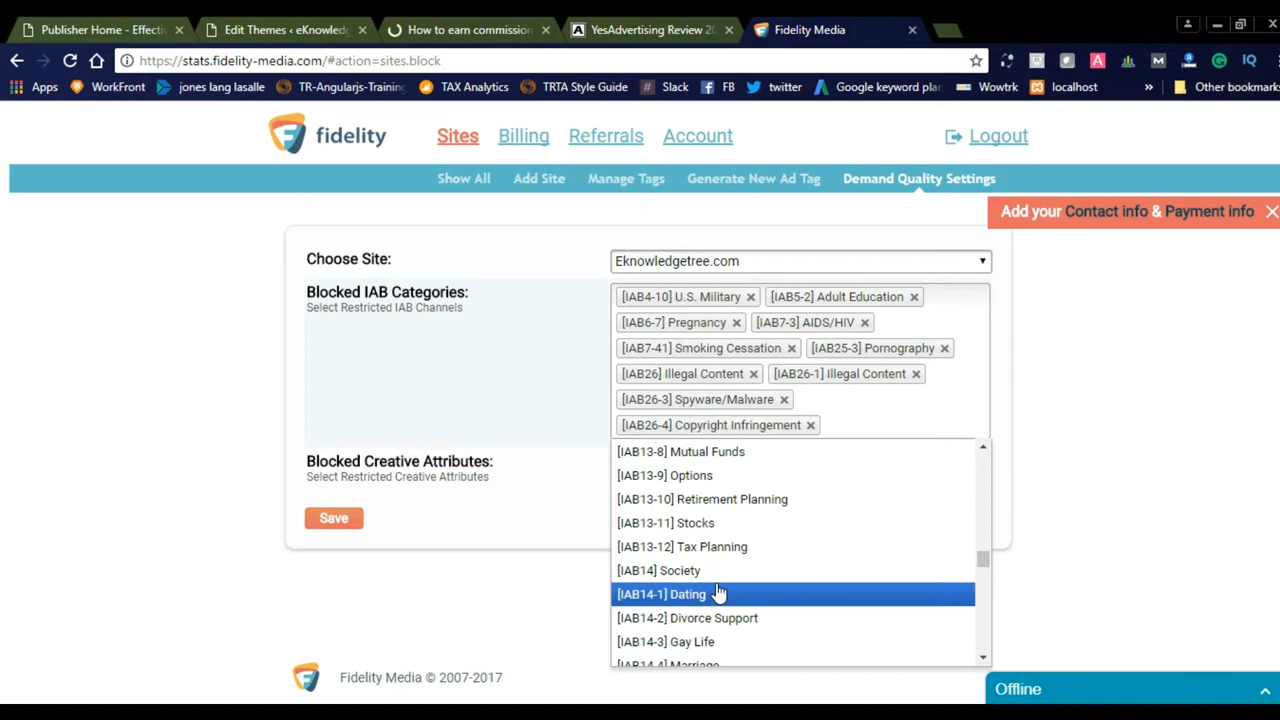 Publisher Home - Effecti
Edit Themes ‹ eKnowledg
How to earn commission
YesAdvertising Review 20
Fidelity Media
https://stats.fidelity-media.com/#action=sites.block
Apps WorkFront jones lang lasalle TR-Angularjs-Training TAX Analytics TRTA Style Guide Slack FB twitter Google keyword plan Wowtrk localhost » Other bookmarks
fidelity Sites Billing Referrals Account Logout
Show All Add Site Manage Tags Generate New Ad Tag Demand Quality Settings
Add your Contact info & Payment info
Choose Site: Eknowledgetree.com
Blocked IAB Categories:
Select Restricted IAB Channels
[IAB4-10] U.S. Military [IAB5-2] Adult Education
[IAB6-7] Pregnancy [IAB7-3] AIDS/HIV
[IAB7-41] Smoking Cessation [IAB25-3] Pornography
[IAB26] Illegal Content [IAB26-1] Illegal Content
[IAB26-3] Spyware/Malware
[IAB26-4] Copyright Infringement
Blocked Creative Attributes:
Select Restricted Creative Attributes
Save
[IAB13-8] Mutual Funds
[IAB13-9] Options
[IAB13-10] Retirement Planning
[IAB13-11] Stocks
[IAB13-12] Tax Planning
[IAB14] Society
[IAB14-1] Dating
[IAB14-2] Divorce Support
[IAB14-3] Gay Life
[IAB14-4] Marriage
Fidelity Media © 2007-2017
Offline